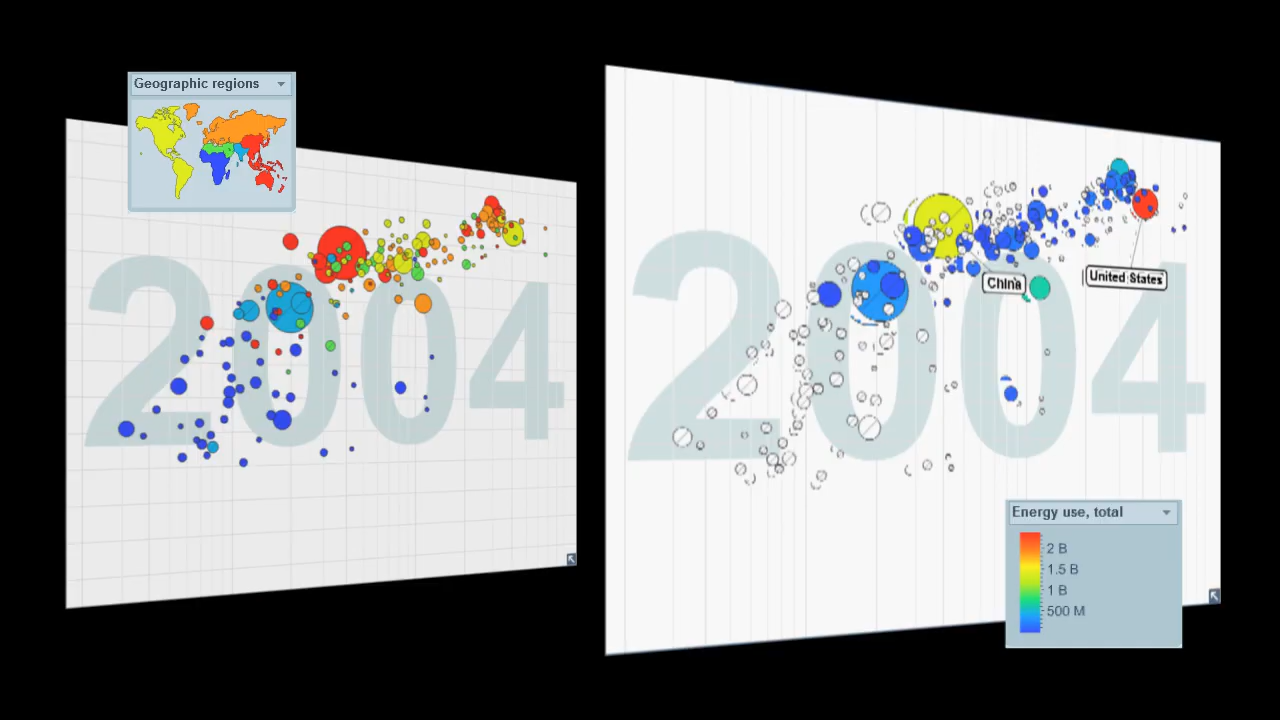 Geographic regions
2004
2004
China
United States
Energy use, total
2 B
1.5 B
1 B
500 M